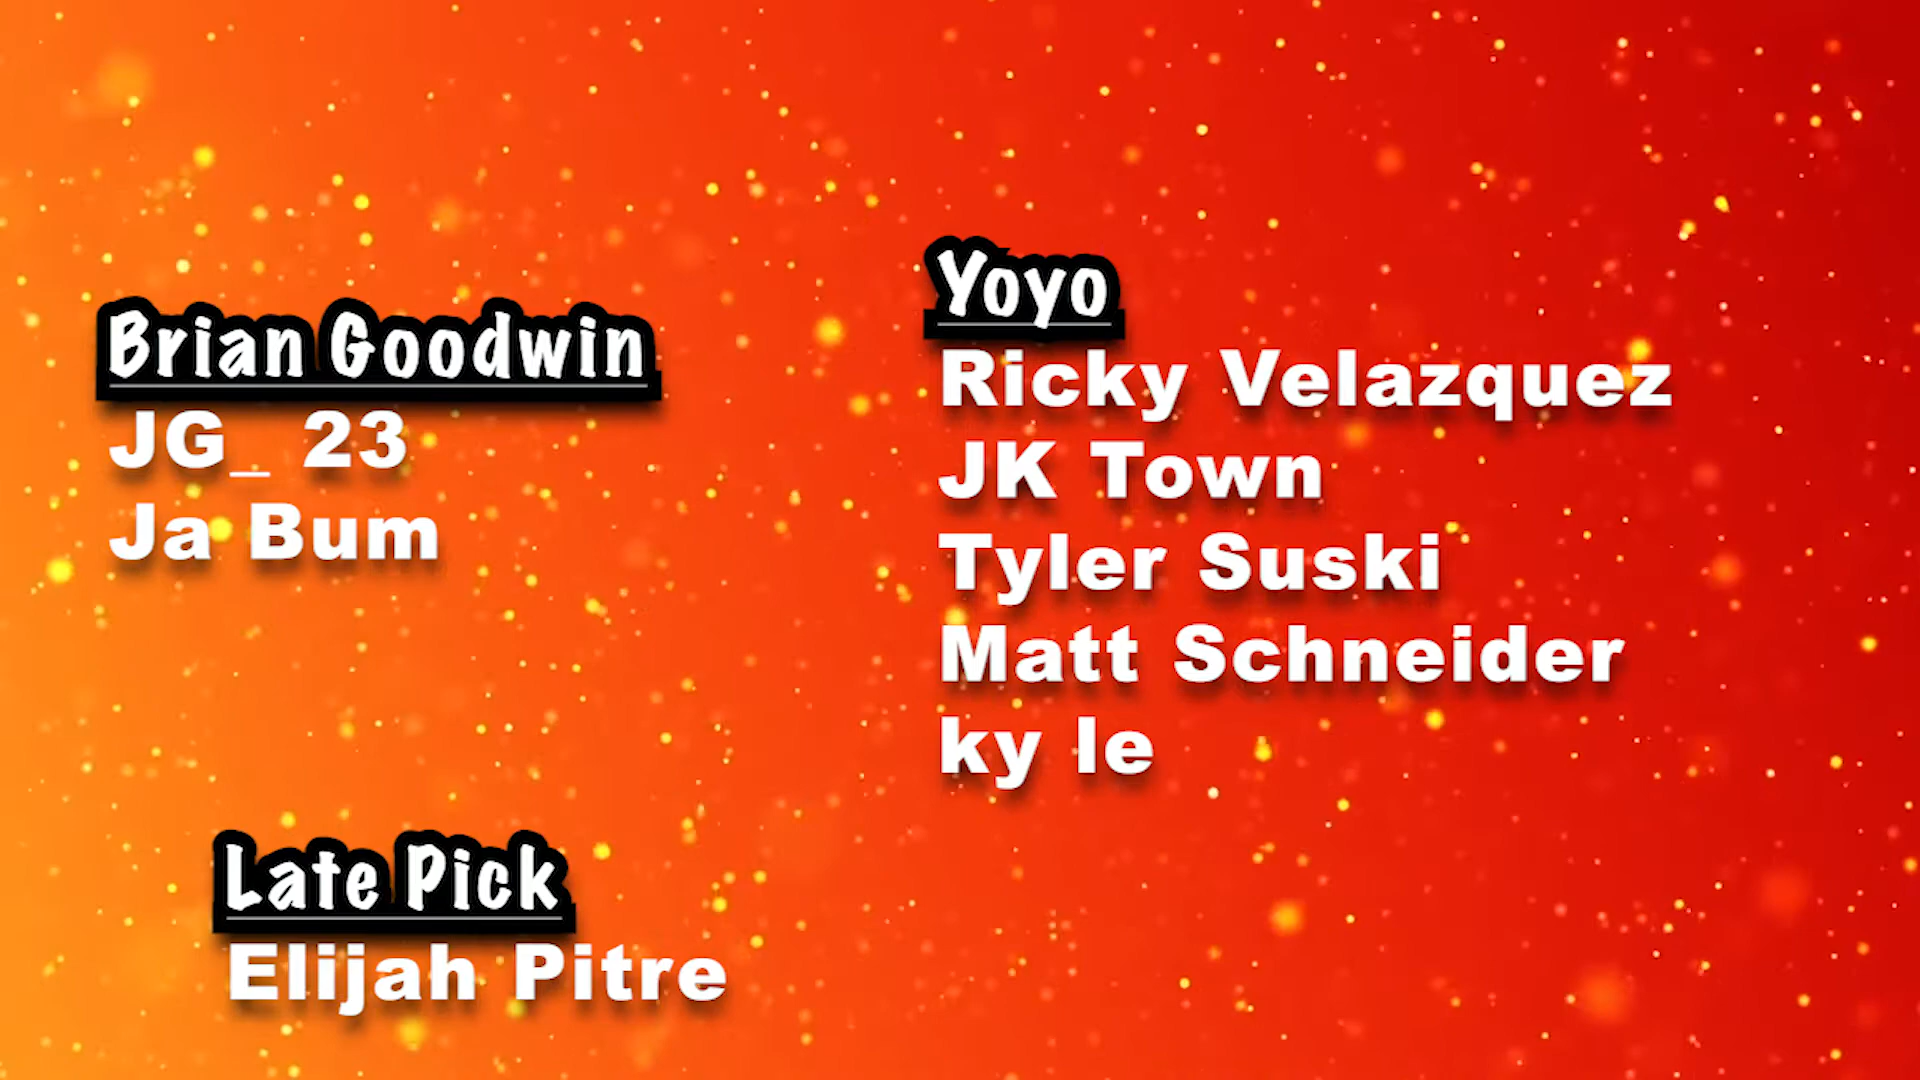 Brian Goodwin
JG_ 23
Ja Bum
Late Pick
Elijah Pitre
Yoyo
Ricky Velazquez
JK Town
Tyler Suski
Matt Schneider
ky le